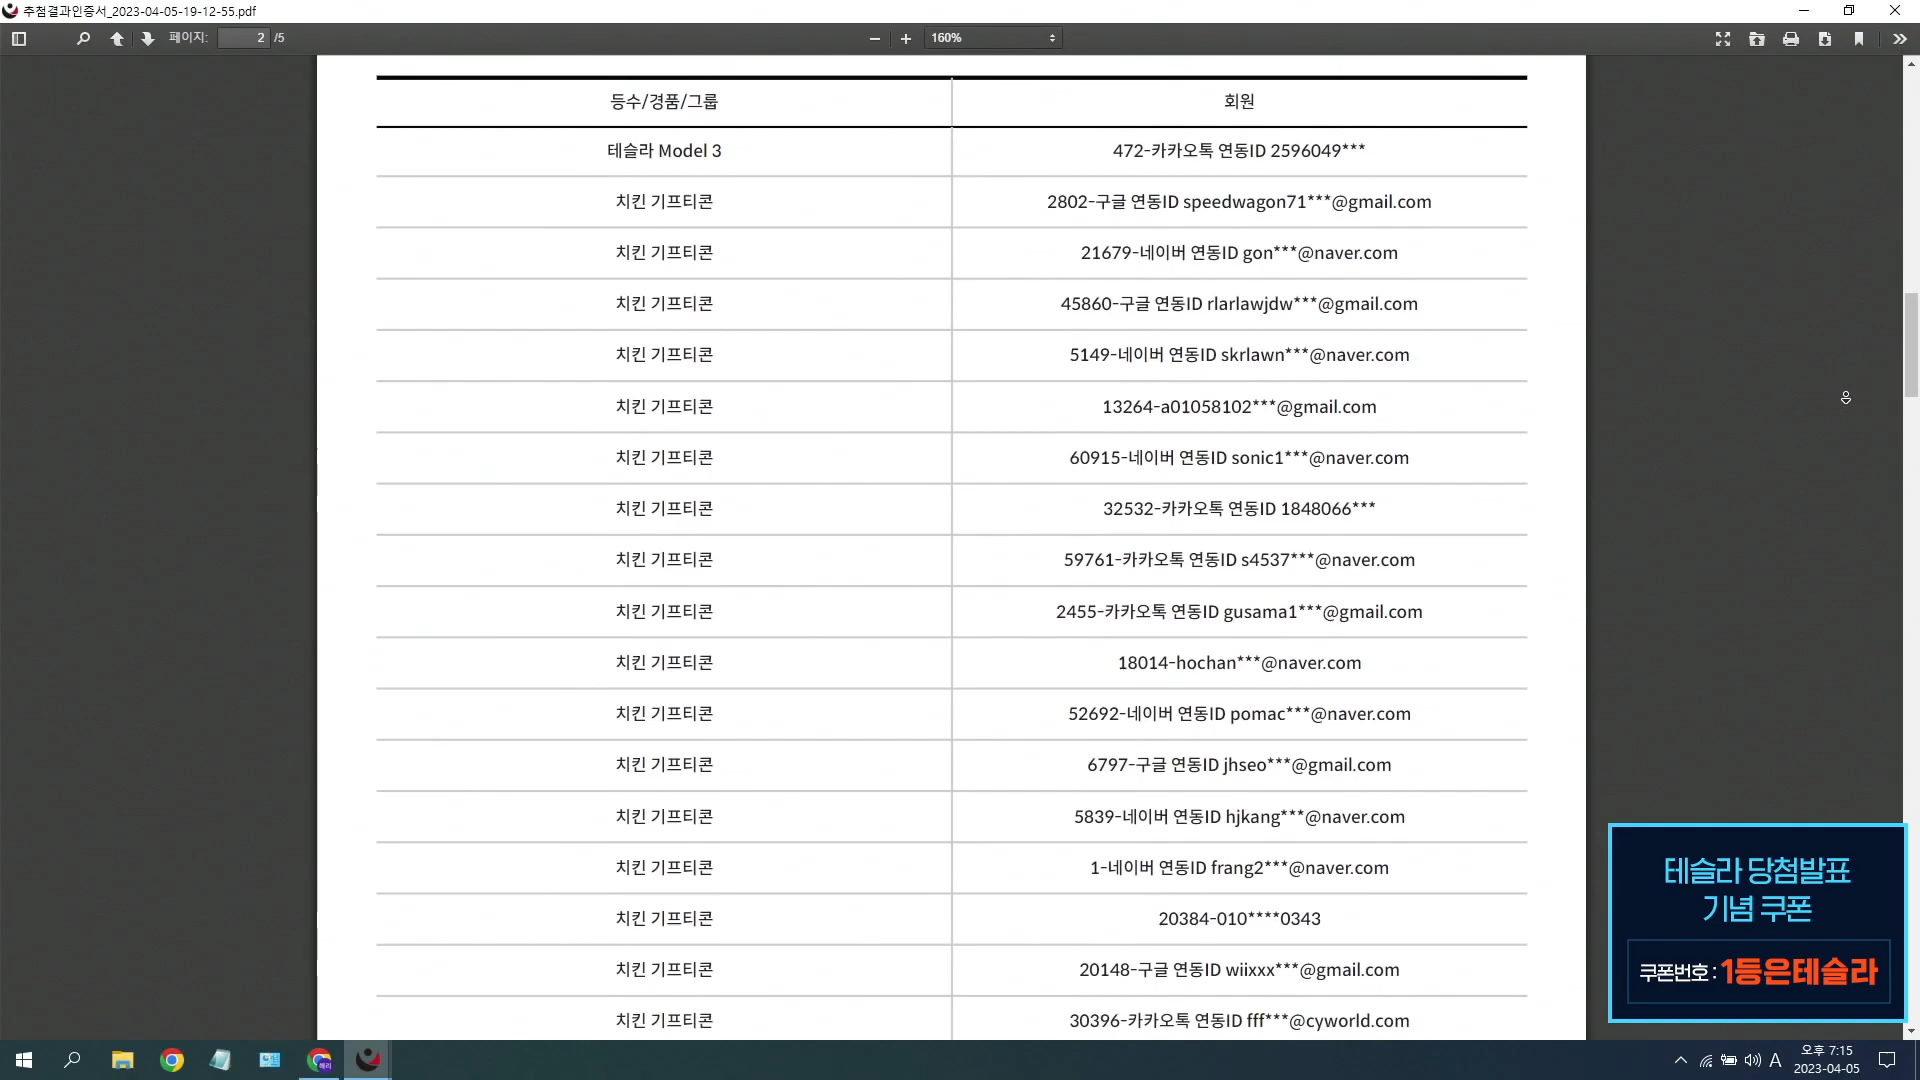 추첨결과인증서_2023-04-05-19-12-55.pdf
페이지: 2 /5
160%
등수/경품/그룹 회원
테슬라 Model 3 472-카카오톡 연동ID 2596049***
치킨 기프티콘 2802-구글 연동ID speedwagon71***@gmail.com
치킨 기프티콘 21679-네이버 연동ID gon***@naver.com
치킨 기프티콘 45860-구글 연동ID rlarlawjdw***@gmail.com
치킨 기프티콘 5149-네이버 연동ID skrlawn***@naver.com
치킨 기프티콘 13264-a01058102***@gmail.com
치킨 기프티콘 60915-네이버 연동ID sonic1***@naver.com
치킨 기프티콘 32532-카카오톡 연동ID 1848066***
치킨 기프티콘 59761-카카오톡 연동ID s4537***@naver.com
치킨 기프티콘 2455-카카오톡 연동ID gusama1***@gmail.com
치킨 기프티콘 18014-hochan***@naver.com
치킨 기프티콘 52692-네이버 연동ID pomac***@naver.com
치킨 기프티콘 6797-구글 연동ID jhseo***@gmail.com
치킨 기프티콘 5839-네이버 연동ID hjkang***@naver.com
치킨 기프티콘 1-네이버 연동ID frang2***@naver.com
치킨 기프티콘 20384-010****0343
치킨 기프티콘 20148-구글 연동ID wiixxx***@gmail.com
치킨 기프티콘 30396-카카오톡 연동ID fff***@cyworld.com
테슬라 당첨발표
기념 쿠폰
쿠폰번호 : 1등은테슬라
A
오후 7:15
2023-04-05